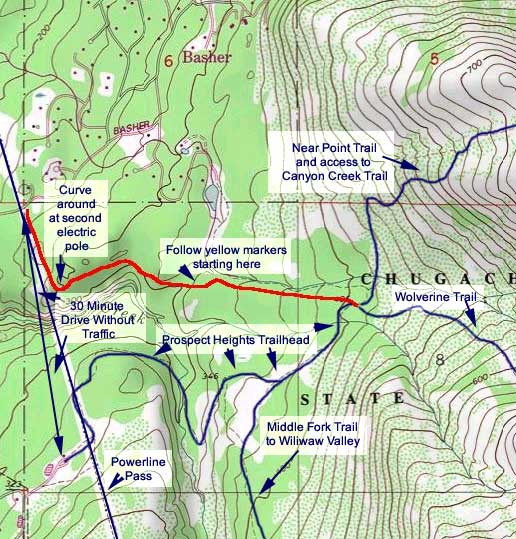 200
6
Basher
5
700
BASHER
Near Point Trail
and access to
Canyon Creek Trail
Curve
around
at second
electric
pole
Follow yellow markers
starting here
CHUGACH
Wolverine Trail
30 Minute
Drive Without
Traffic
Prospect Heights Trailhead
346
8
600
STATE
Middle Fork Trail
to Wiliwaw Valley
Powerline
Pass
323